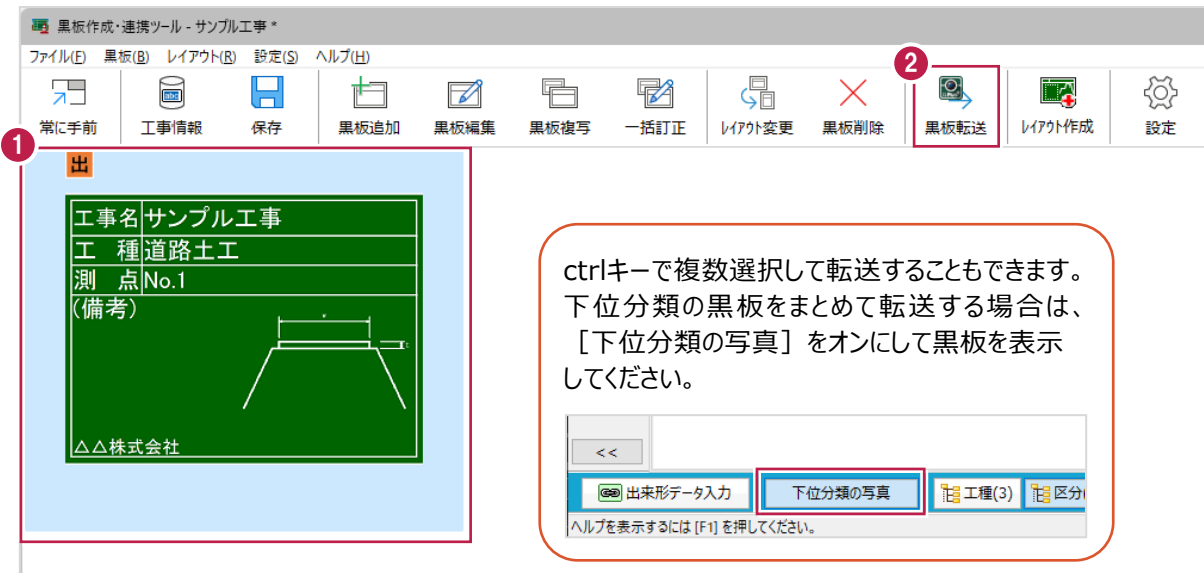 黒板作成・連携ツール - サンプル工事 *
ファイル(F) 黒板(B) レイアウト(R) 設定(S) ヘルプ(H)
2
常に手前 工事情報 保存 黒板追加 黒板編集 黒板複写 一括訂正 レイアウト変更 黒板削除 黒板転送 レイアウト作成 設定
1
出
工事名 サンプル工事
工 種 道路土工
測 点 No.1
(備考)
△△株式会社
ctrlキーで複数選択して転送することもできます。
下位分類の黒板をまとめて転送する場合は、
［下位分類の写真］をオンにして黒板を表示
してください。
<<
出来形データ入力 下位分類の写真 工種(3) 区分(
ヘルプを表示するには [F1] を押してください。